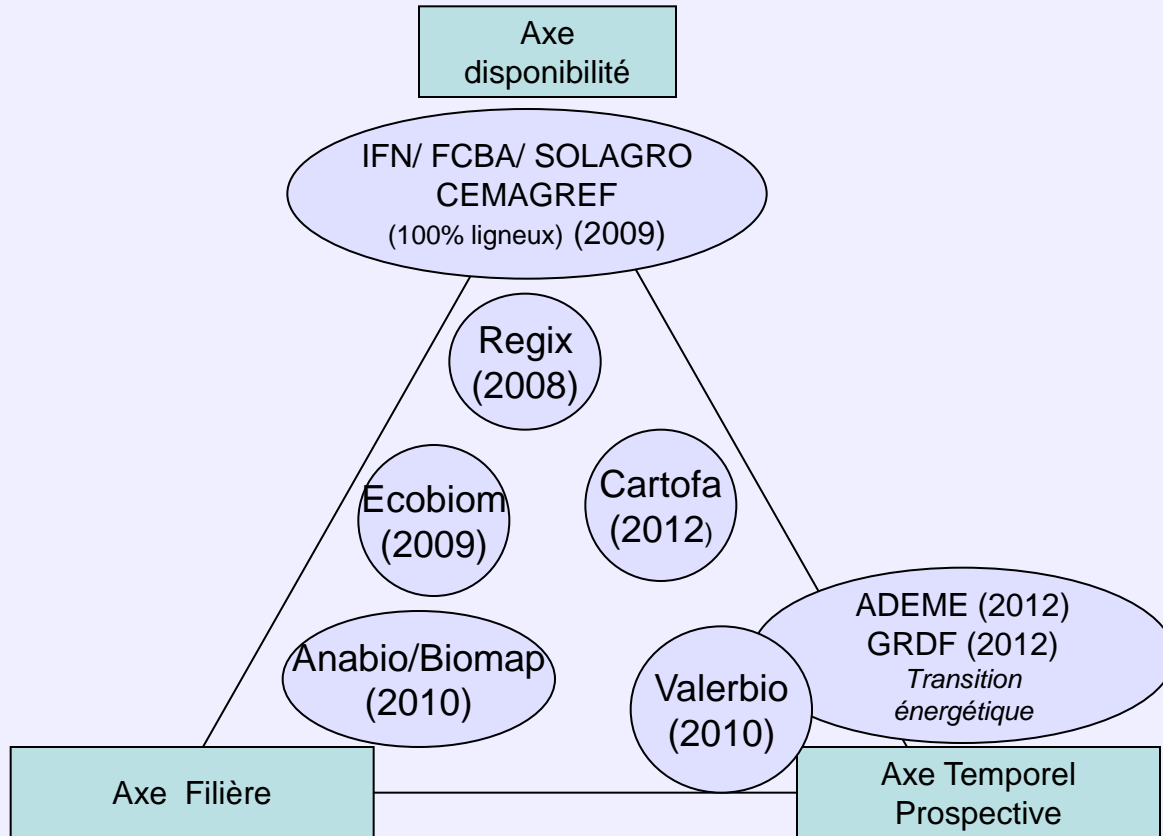 Axe
disponibilité
IFN/ FCBA/ SOLAGRO
CEMAGREF
(100% ligneux) (2009)
Regix
(2008)
Ecobiom
(2009)
Cartofa
(2012)
Anabio/Biomap
(2010)
Valerbio
(2010)
ADEME (2012)
GRDF (2012)
Transition
énergétique
Axe Filière
Axe Temporel
Prospective